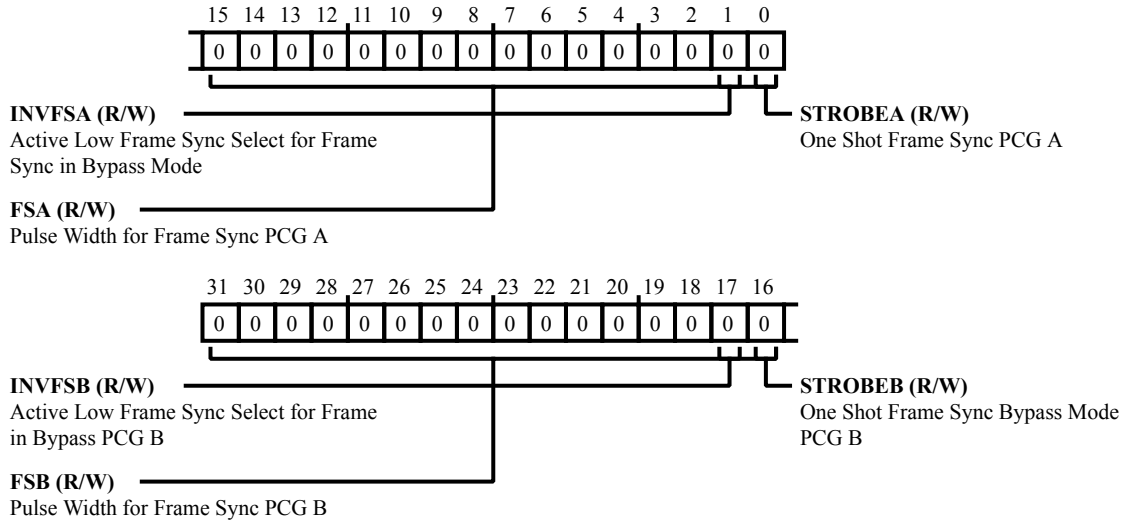 15 14 13 12 11 10 9 8 7 6 5 4 3 2 1 0
0 0 0 0 0 0 0 0 0 0 0 0 0 0 0 0
INVFSA (R/W)
Active Low Frame Sync Select for Frame
Sync in Bypass Mode
STROBEA (R/W)
One Shot Frame Sync PCG A
FSA (R/W)
Pulse Width for Frame Sync PCG A
31 30 29 28 27 26 25 24 23 22 21 20 19 18 17 16
0 0 0 0 0 0 0 0 0 0 0 0 0 0 0 0
INVFSB (R/W)
Active Low Frame Sync Select for Frame
in Bypass PCG B
STROBEB (R/W)
One Shot Frame Sync Bypass Mode
PCG B
FSB (R/W)
Pulse Width for Frame Sync PCG B